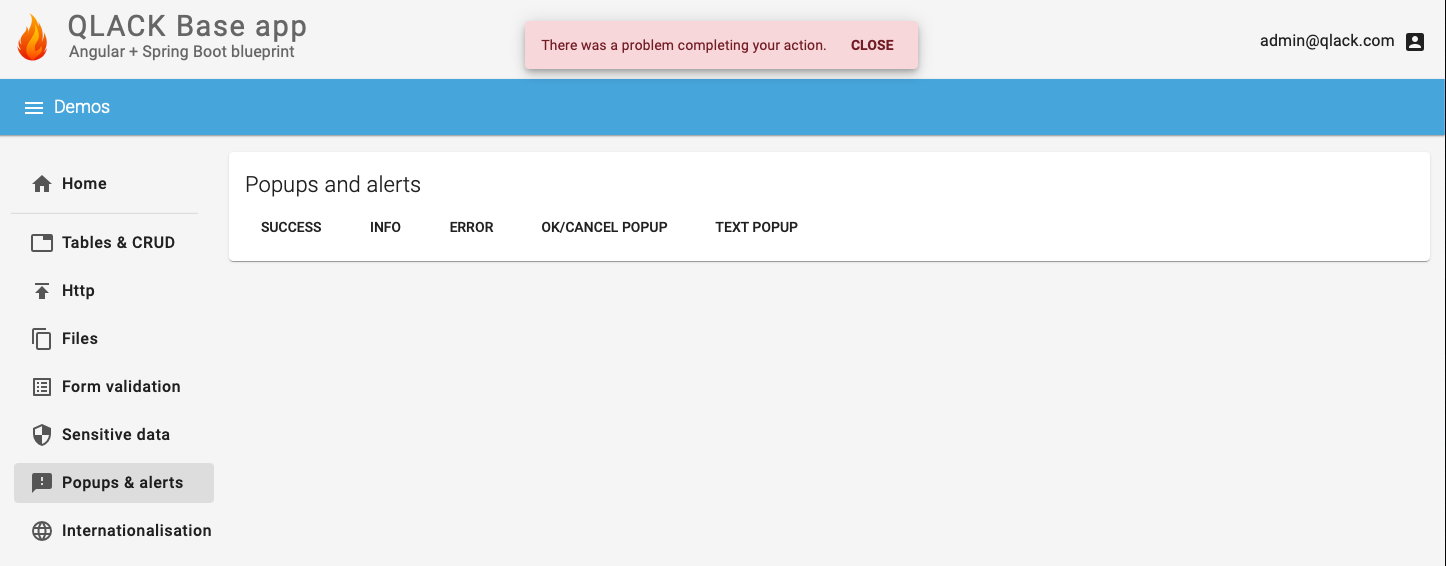 QLACK Base app
Angular + Spring Boot blueprint
There was a problem completing your action. CLOSE
admin@qlack.com
Demos
Home
Tables & CRUD
Http
Files
Form validation
Sensitive data
Popups & alerts
Internationalisation
Popups and alerts
SUCCESS INFO ERROR OK/CANCEL POPUP TEXT POPUP